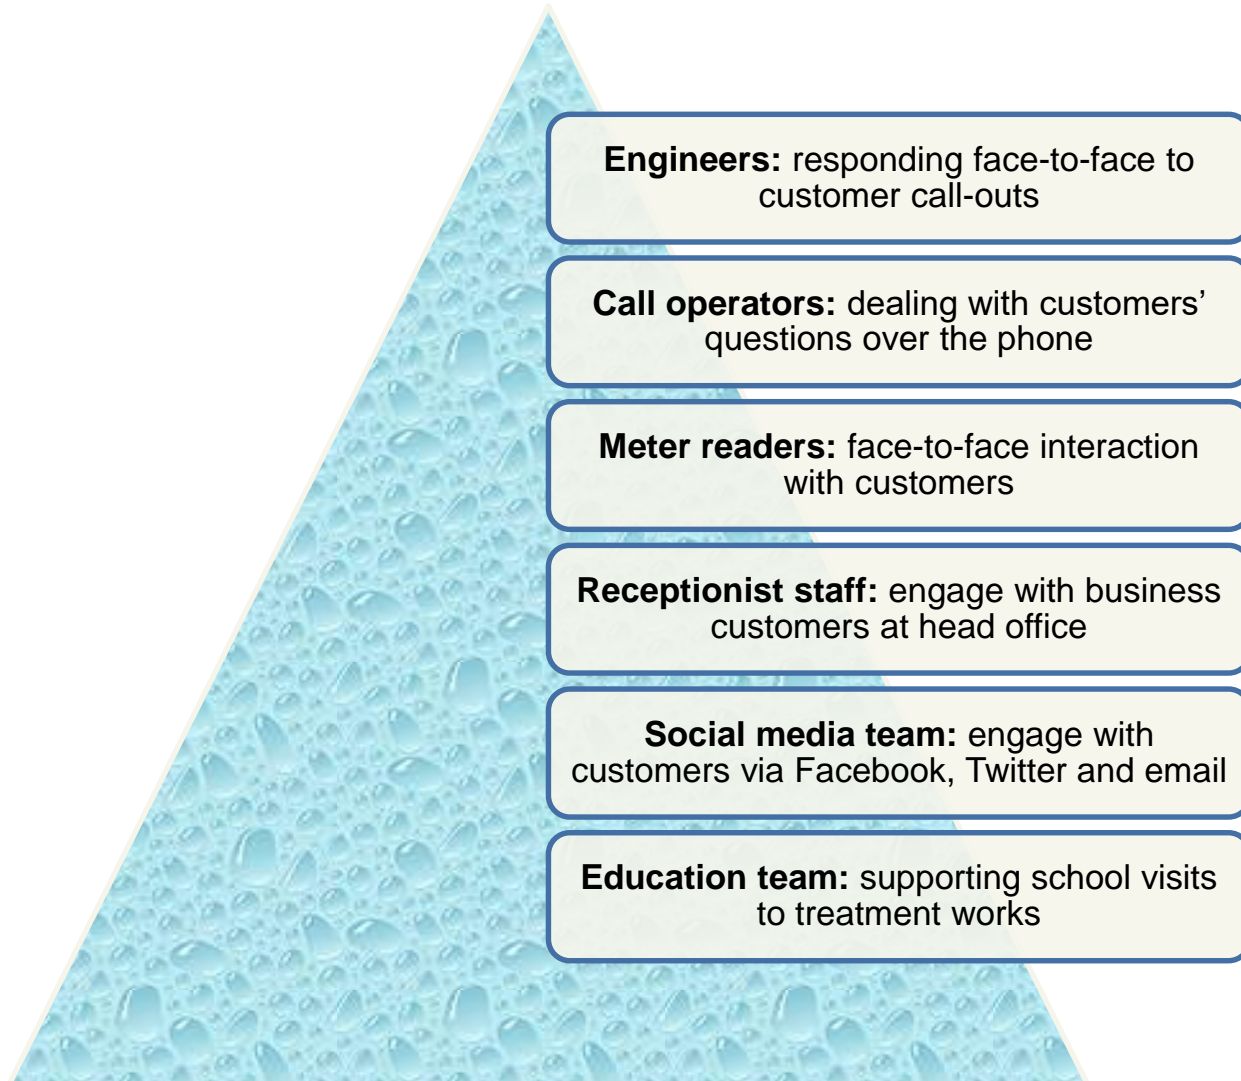 Engineers: responding face-to-face to
customer call-outs
Call operators: dealing with customers’
questions over the phone
Meter readers: face-to-face interaction
with customers
Receptionist staff: engage with business
customers at head office
Social media team: engage with
customers via Facebook, Twitter and email
Education team: supporting school visits
to treatment works